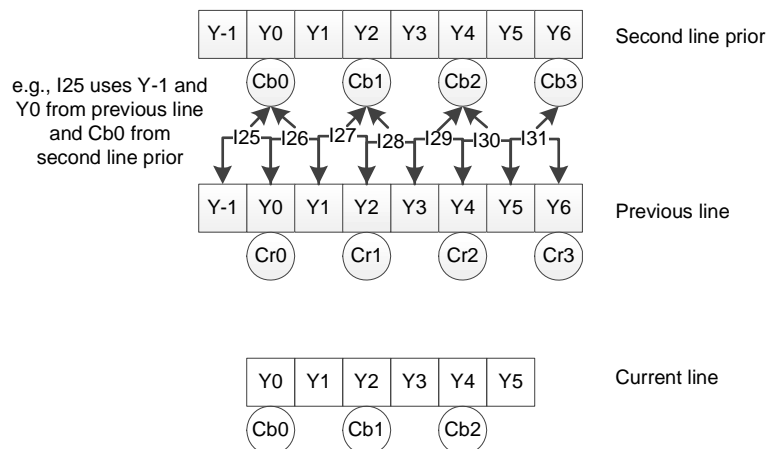 Y-1 Y0 Y1 Y2 Y3 Y4 Y5 Y6 Second line prior
Cb0 Cb1 Cb2 Cb3
e.g., I25 uses Y-1 and
Y0 from previous line
and Cb0 from
second line prior
I25 I26 I27 I28 I29 I30 I31
Y-1 Y0 Y1 Y2 Y3 Y4 Y5 Y6 Previous line
Cr0 Cr1 Cr2 Cr3
Y0 Y1 Y2 Y3 Y4 Y5 Current line
Cb0 Cb1 Cb2